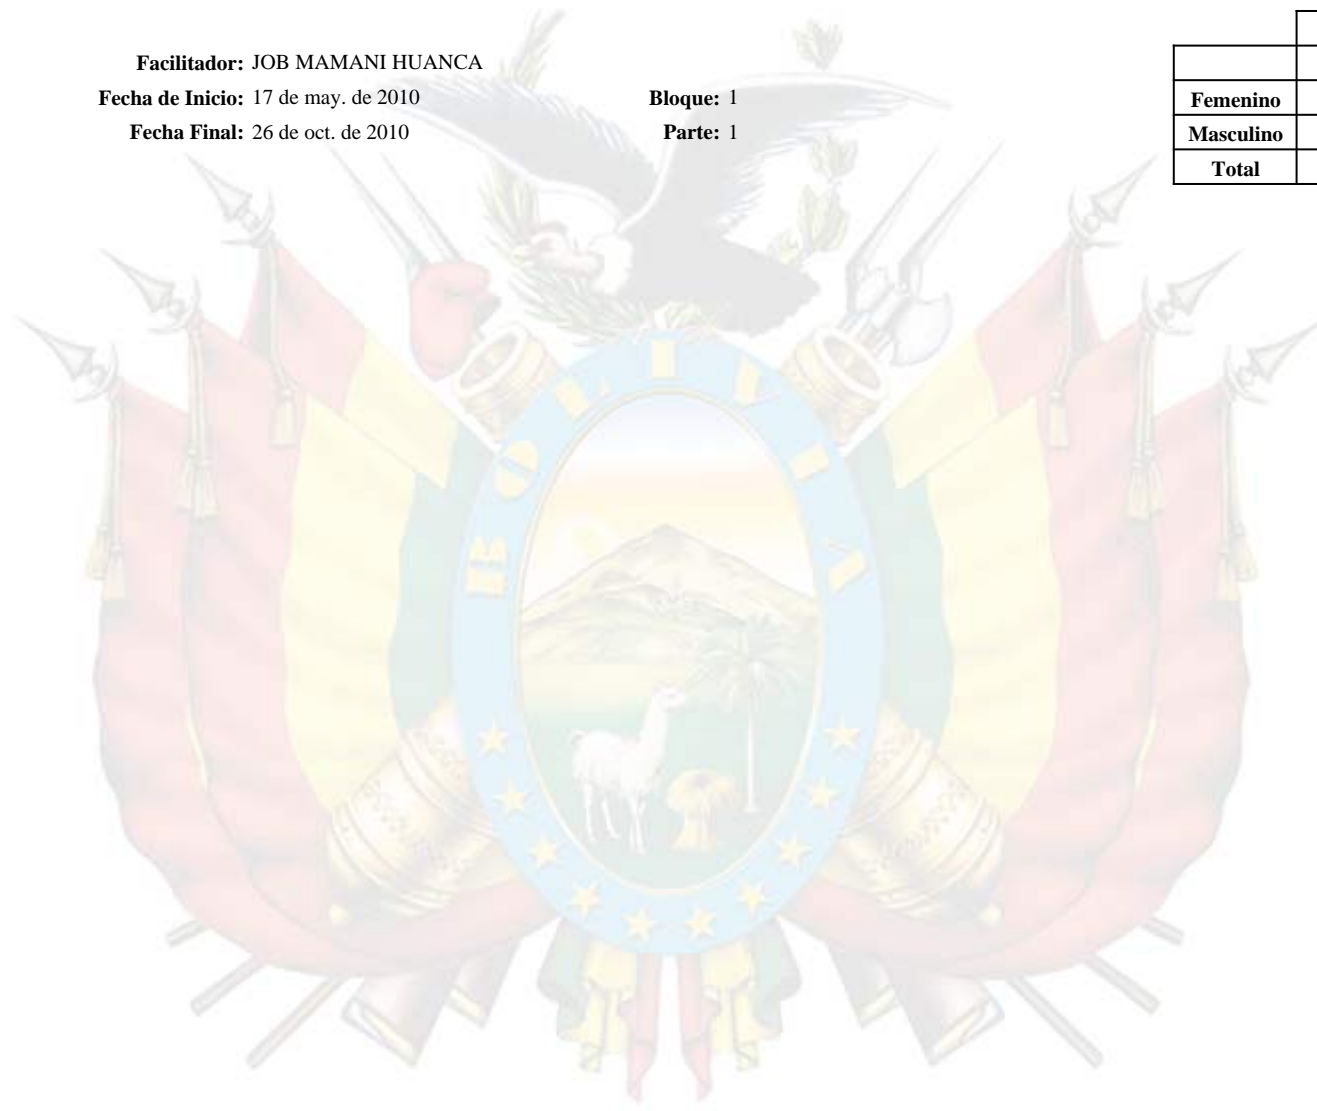 Facilitador: JOB MAMANI HUANCA
Fecha de Inicio: 17 de may. de 2010 Bloque: 1
Fecha Final: 26 de oct. de 2010 Parte: 1
Femenino
Masculino
Total
BOLIVIA